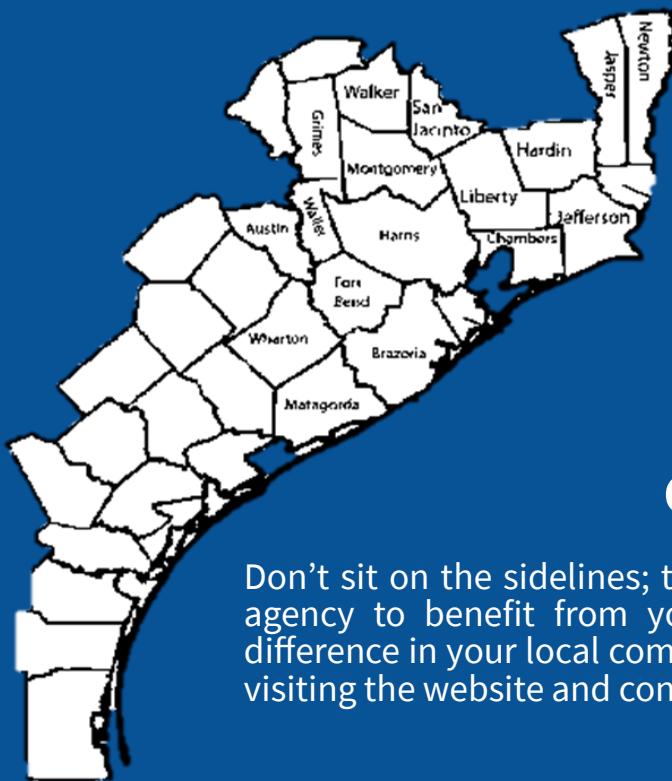 Newton
Jasper
Walker
San
Jacinto
Grimes
Hardin
Montgomery
Liberty
Waller
Jefferson
Austin
Harris
Chambers
Fort
Bend
Wharton
Brazoria
Matagorda
Don’t sit on the sidelines; t
agency to benefit from yo
difference in your local com
visiting the website and con